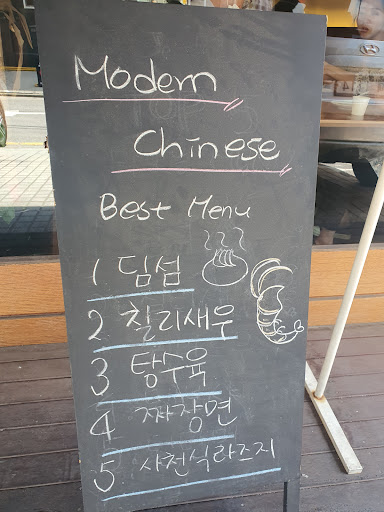 Modern
Chinese
Best Menu
1 딤섬
2 칠리새우
3 탕수육
4 짜장면
5 사천식라즈지